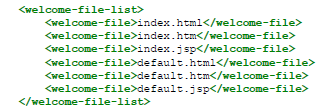 <welcome-file-list>
<welcome-file>index.html</welcome-file>
<welcome-file>index.htm</welcome-file>
<welcome-file>index.jsp</welcome-file>
<welcome-file>default.html</welcome-file>
<welcome-file>default.htm</welcome-file>
<welcome-file>default.jsp</welcome-file>
</welcome-file-list>